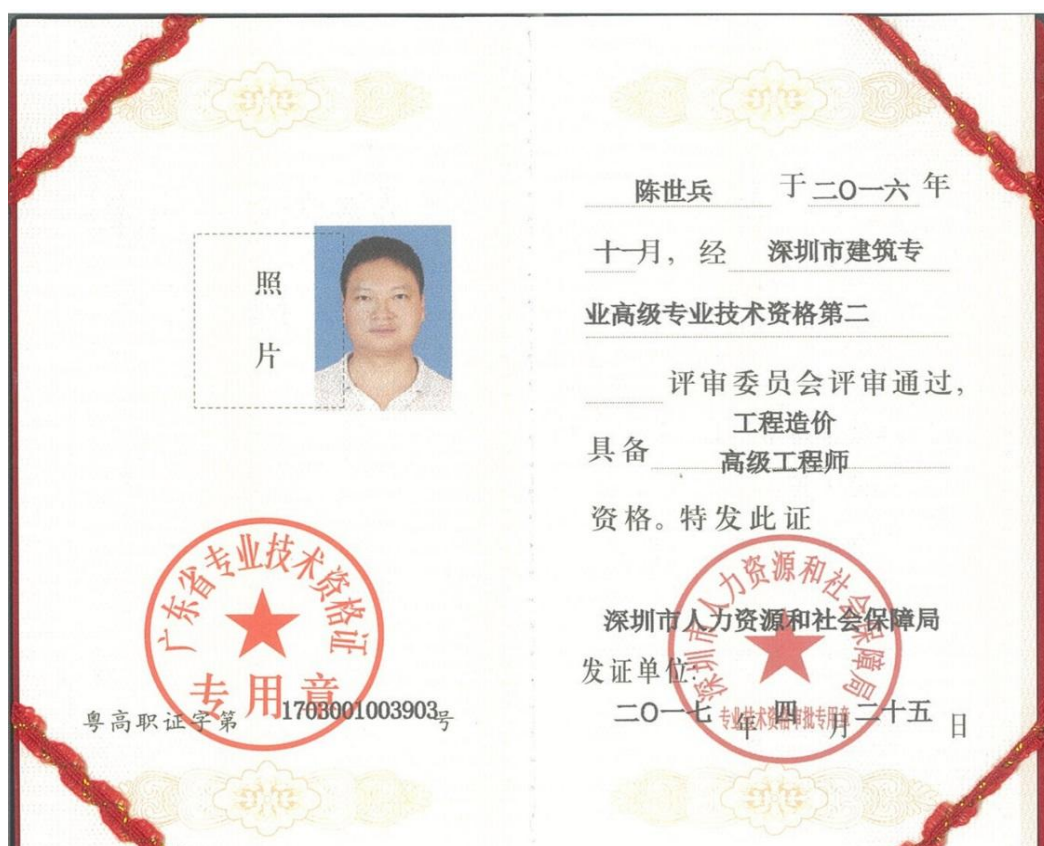 照
片
广东省专业技术资格证
专用章
粤高职证字第1703001003903号
陈世兵 于二〇一六年
十一月，经 深圳市建筑专
业高级专业技术资格第二
评审委员会评审通过，
工程造价
具备 高级工程师
资格。特发此证
深圳市人力资源和社会保障局
深圳市人力资源和社会保障局
发证单位：
二〇一七年四月二十五日
专业技术资格审批专用章